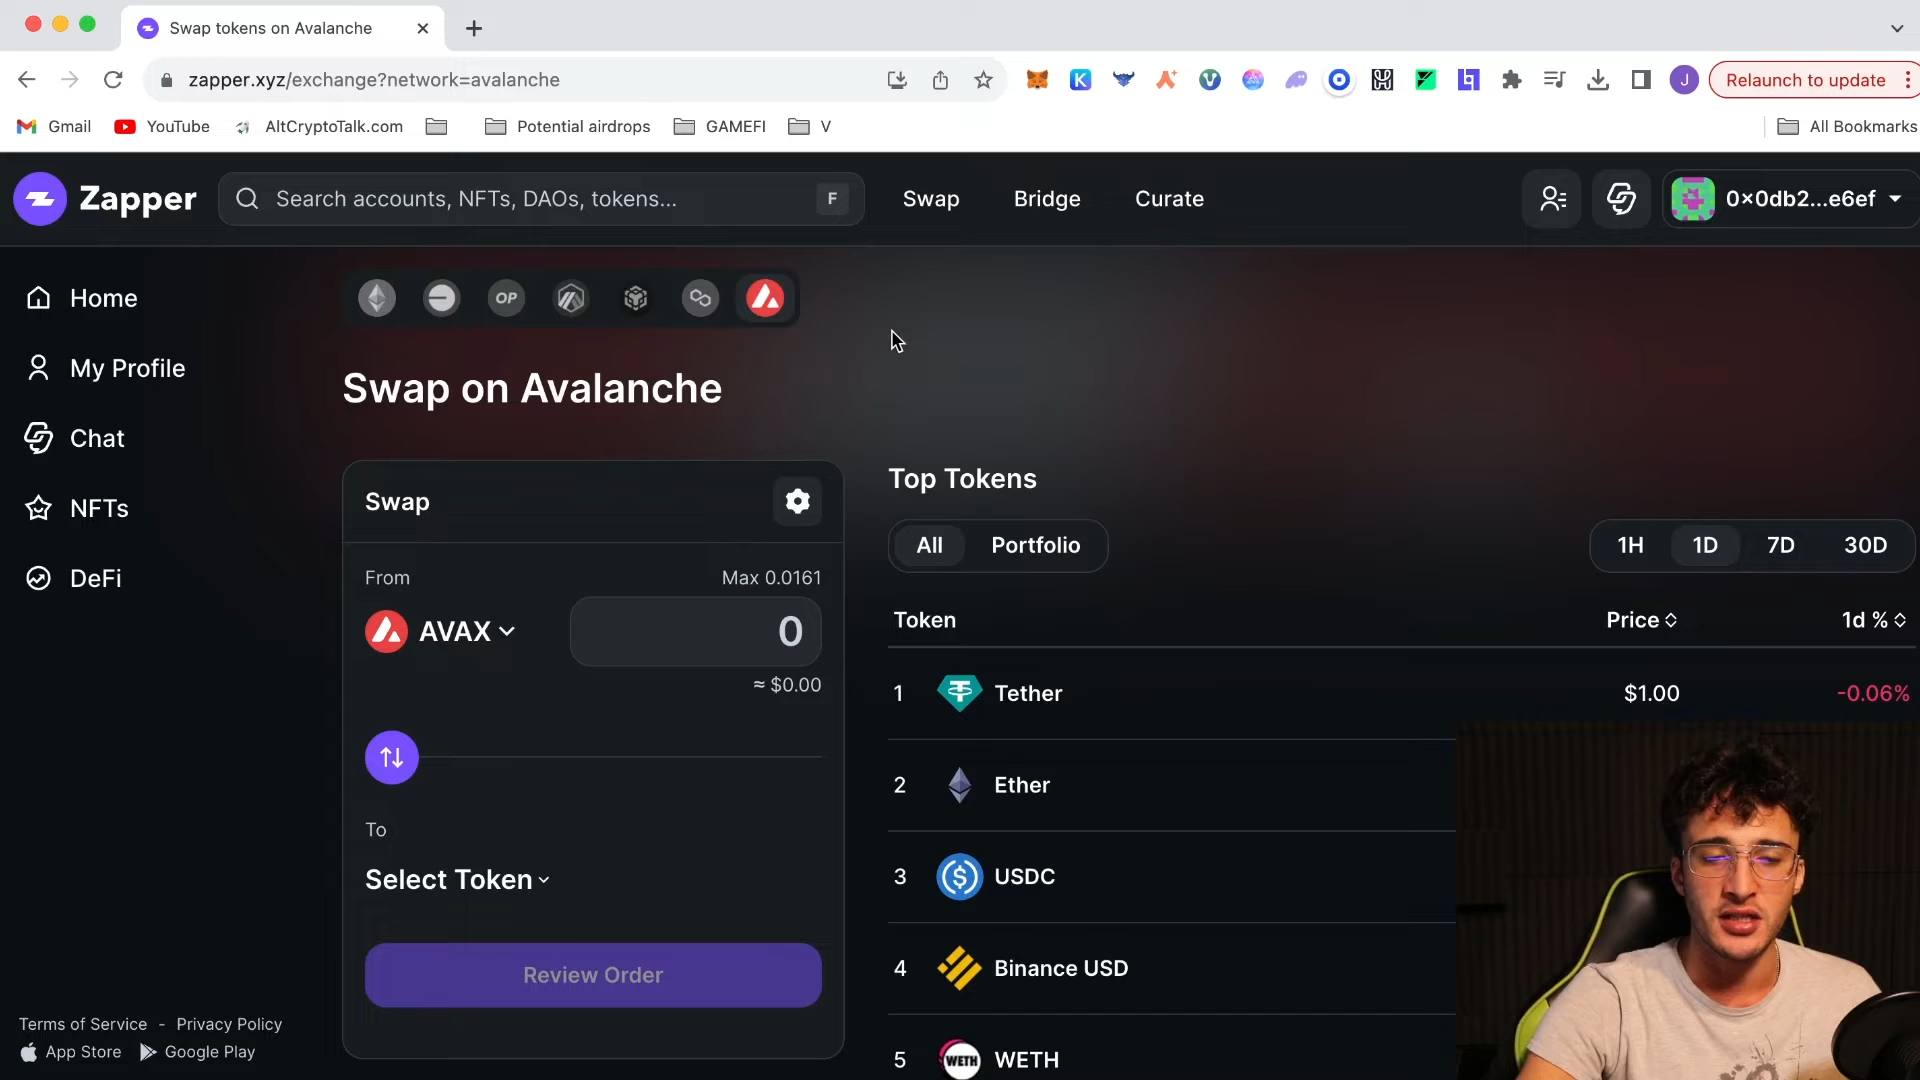 Swap tokens on Avalanche
zapper.xyz/exchange?network=avalanche
J
Relaunch to update
Gmail
YouTube
AltCryptoTalk.com
Potential airdrops
GAMEFI
V
All Bookmarks
Zapper
Search accounts, NFTs, DAOs, tokens...
F
Swap
Bridge
Curate
0×0db2...e6ef
Home
My Profile
Chat
NFTs
DeFi
OP
Swap on Avalanche
Swap
From
Max 0.0161
AVAX
0
≈ $0.00
To
Select Token
Review Order
Top Tokens
All
Portfolio
1H
1D
7D
30D
Token
Price
1d %
1
Tether
$1.00
-0.06%
2
Ether
3
USDC
4
Binance USD
5
WETH
WETH
Terms of Service - Privacy Policy
App Store
Google Play